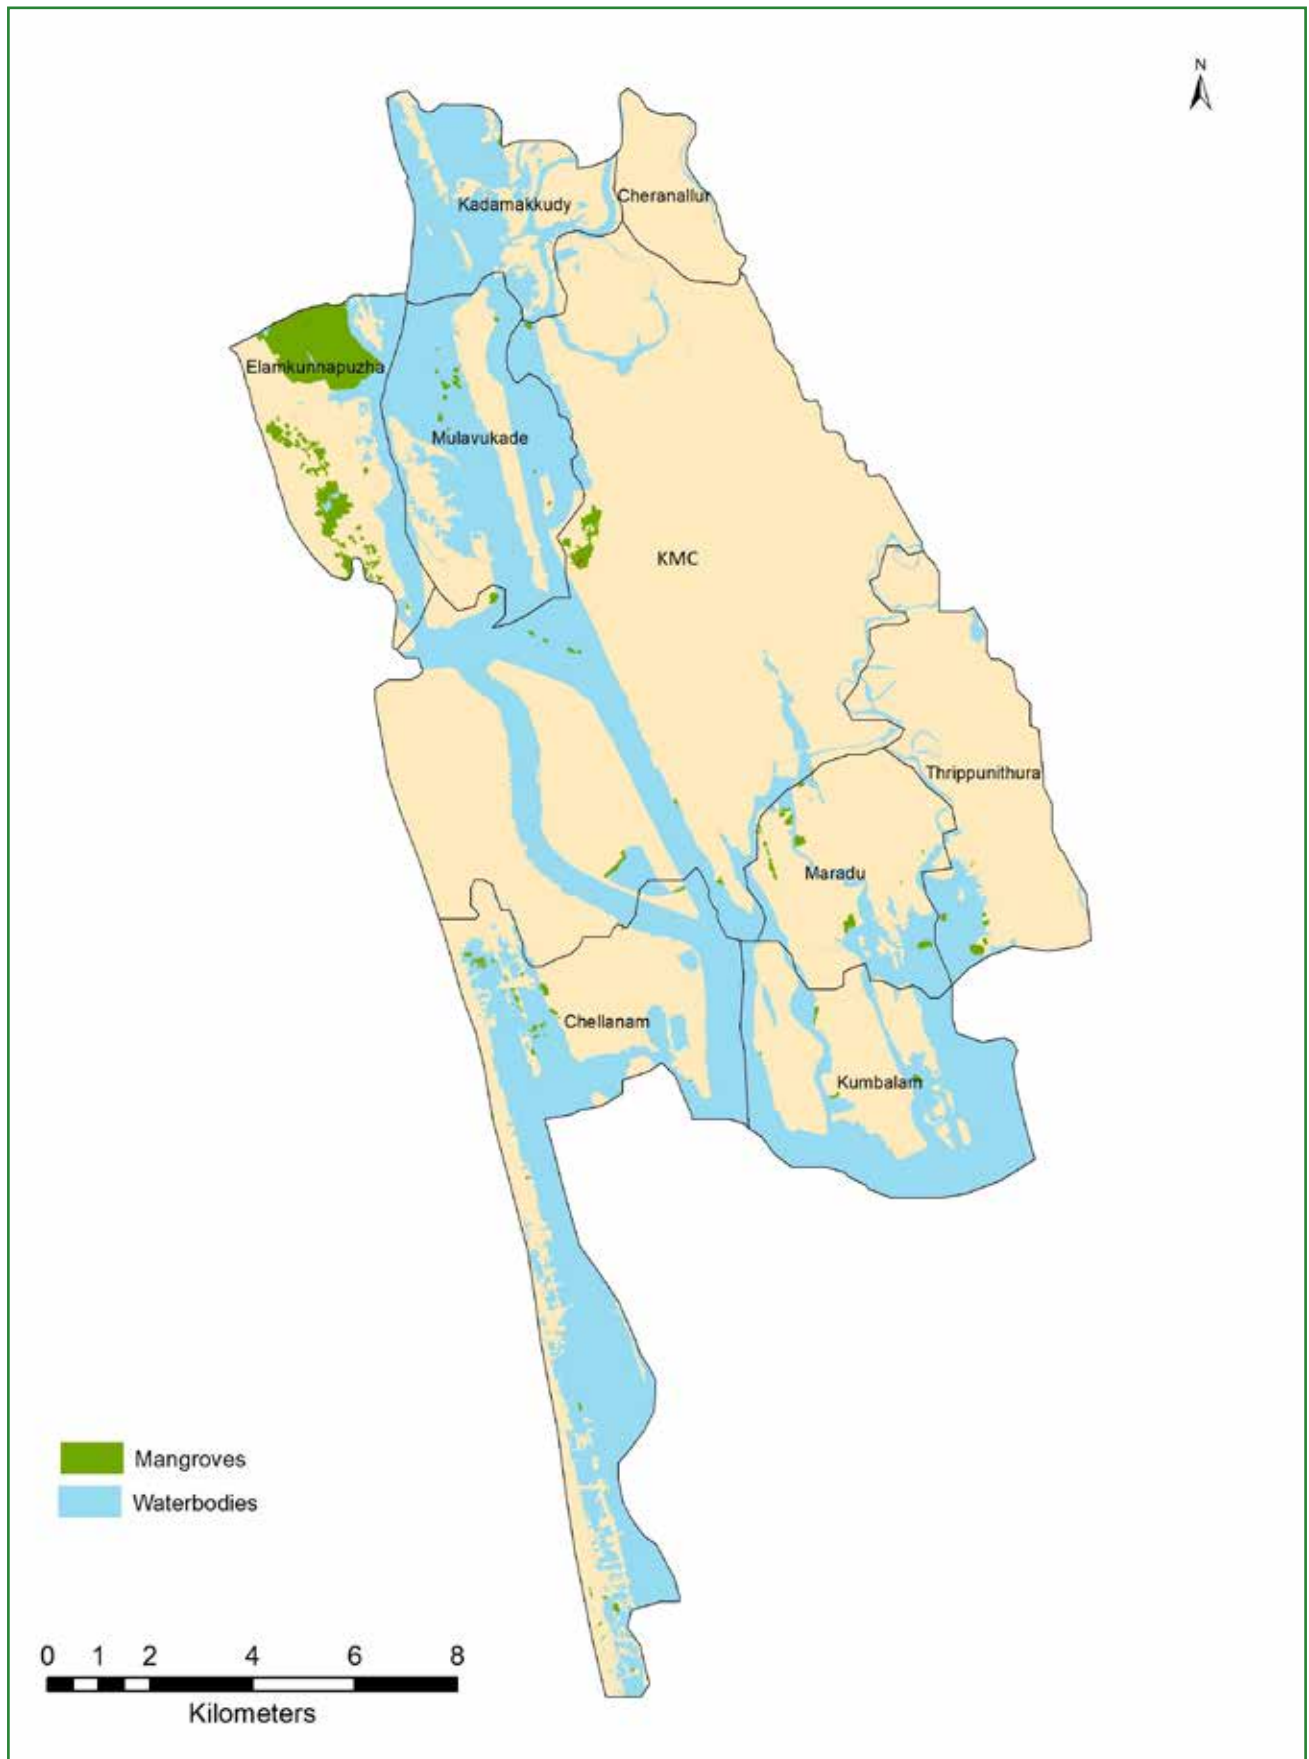 N
Kadamakkudy
Cheranallur
Elamkunnapuzha
Mulavukade
KMC
Thrippunithura
Maradu
Chellanam
Kumbalam
Mangroves
Waterbodies
0 1 2 4 6 8
Kilometers